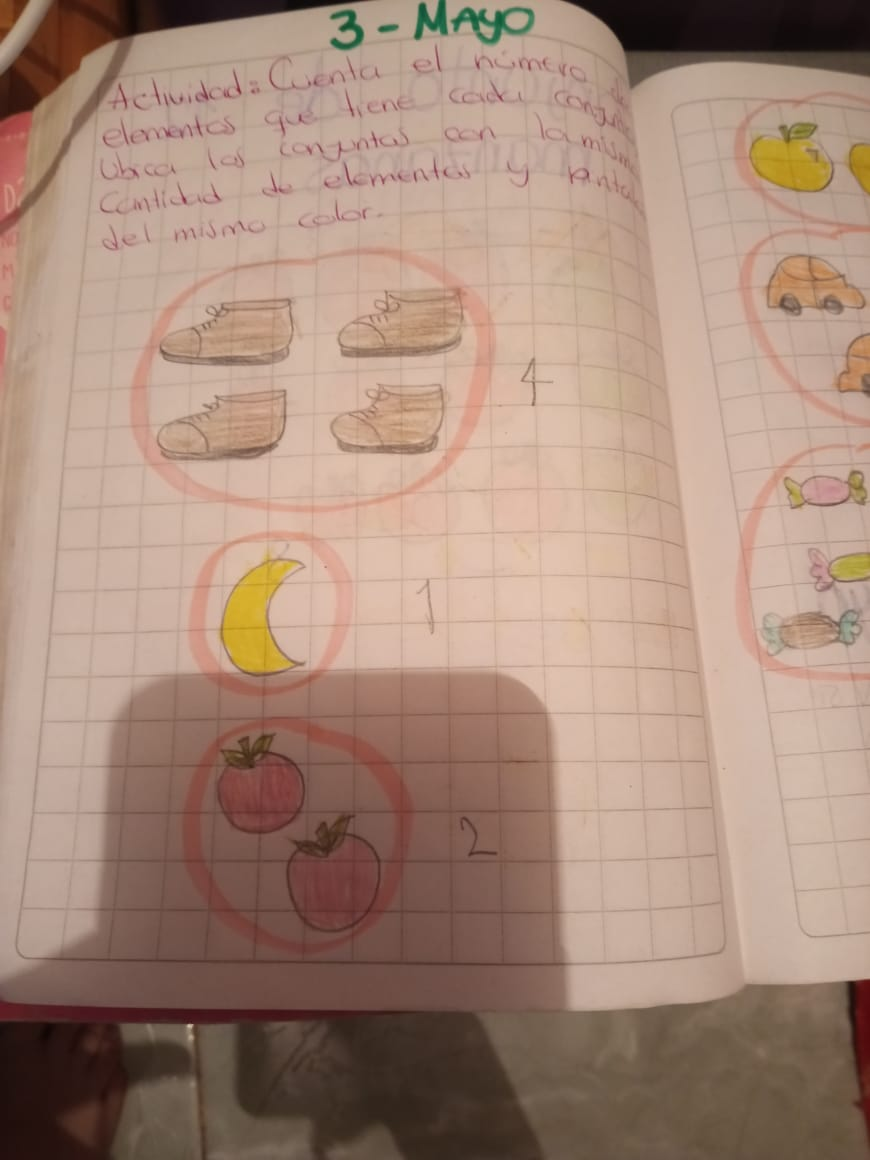 3 - MAYO
Actividad: Cuenta el número de
elementos que tiene cada conjunto
Ubica los conjuntos con la misma
cantidad de elementos y píntalos
del mismo color.
4
1
2